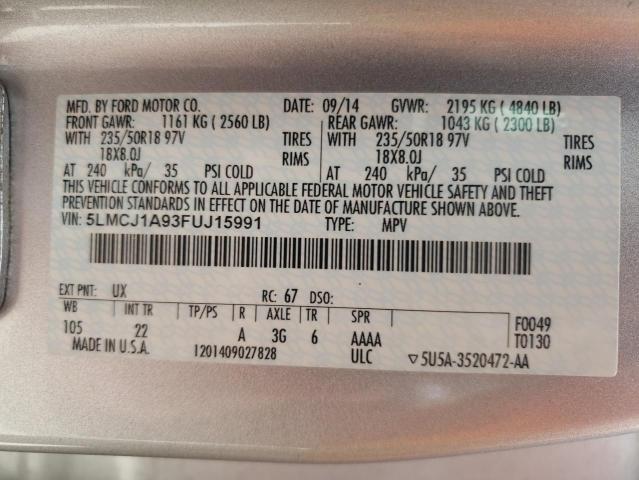 MFD. BY FORD MOTOR CO. DATE: 09/14 GVWR: 2195 KG ( 4840 LB)
FRONT GAWR: 1161 KG ( 2560 LB) REAR GAWR: 1043 KG ( 2300 LB)
WITH 235/50R18 97V TIRES WITH 235/50R18 97V TIRES
18X8.0J RIMS 18X8.0J RIMS
AT 240 kPa/ 35 PSI COLD AT 240 kPa/ 35 PSI COLD
THIS VEHICLE CONFORMS TO ALL APPLICABLE FEDERAL MOTOR VEHICLE SAFETY AND THEFT
PREVENTION STANDARDS IN EFFECT ON THE DATE OF MANUFACTURE SHOWN ABOVE.
VIN: 5LMCJ1A93FUJ15991 TYPE: MPV
EXT PNT: UX RC: 67 DSO:
WB INT TR TP/PS R AXLE TR SPR F0049
105 22 A 3G 6 AAAA T0130
MADE IN U.S.A. 1201409027828 ULC ▽5U5A-3520472-AA